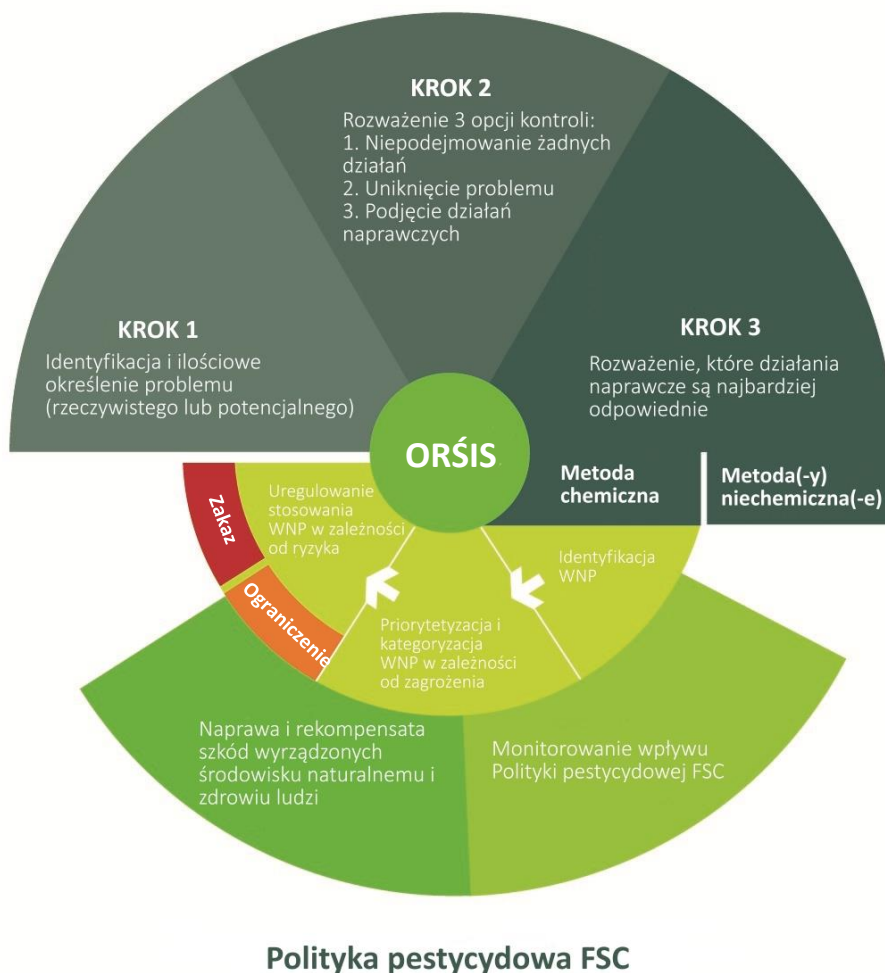 KROK 2
Rozważenie 3 opcji kontroli:
1. Niepodejmowanie żadnych
działań
2. Uniknięcie problemu
3. Podjęcie działań
naprawczych
KROK 1
Identyfikacja i ilościowe
określenie problemu
(rzeczywistego lub potencjalnego)
KROK 3
Rozważenie, które działania
naprawcze są najbardziej
odpowiednie
ORŚIS
Metoda
chemiczna
Metoda(-y)
niechemiczna(-e)
Zakaz
Uregulowanie
stosowania
WNP w zależności
od ryzyka
Identyfikacja
WNP
Ograniczenie
Priorytetyzacja i
kategoryzacja
WNP w zależności
od zagrożenia
Naprawa i rekompensata
szkód wyrządzonych
środowisku naturalnemu i
zdrowiu ludzi
Monitorowanie wpływu
Polityki pestycydowej FSC
Polityka pestycydowa FSC